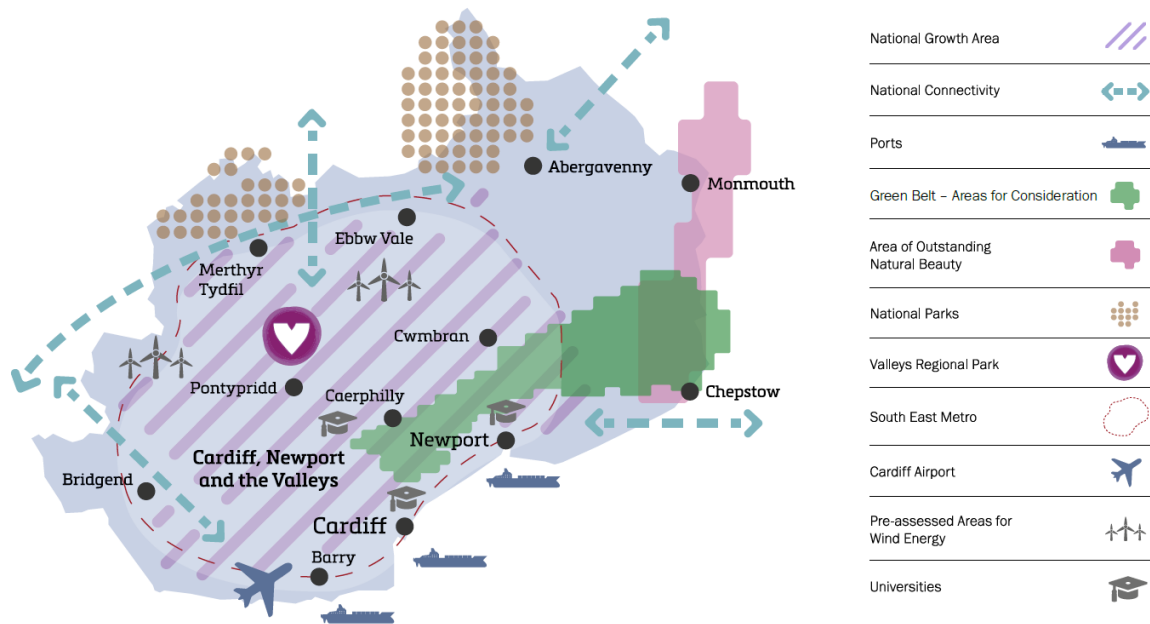 Abergavenny
Monmouth
Ebbw Vale
Merthyr
Tydfil
Cwmbran
Pontypridd
Caerphilly
Chepstow
Newport
Cardiff, Newport
and the Valleys
Bridgend
Cardiff
Barry
National Growth Area
National Connectivity
Ports
Green Belt – Areas for Consideration
Area of Outstanding
Natural Beauty
National Parks
Valleys Regional Park
South East Metro
Cardiff Airport
Pre-assessed Areas for
Wind Energy
Universities